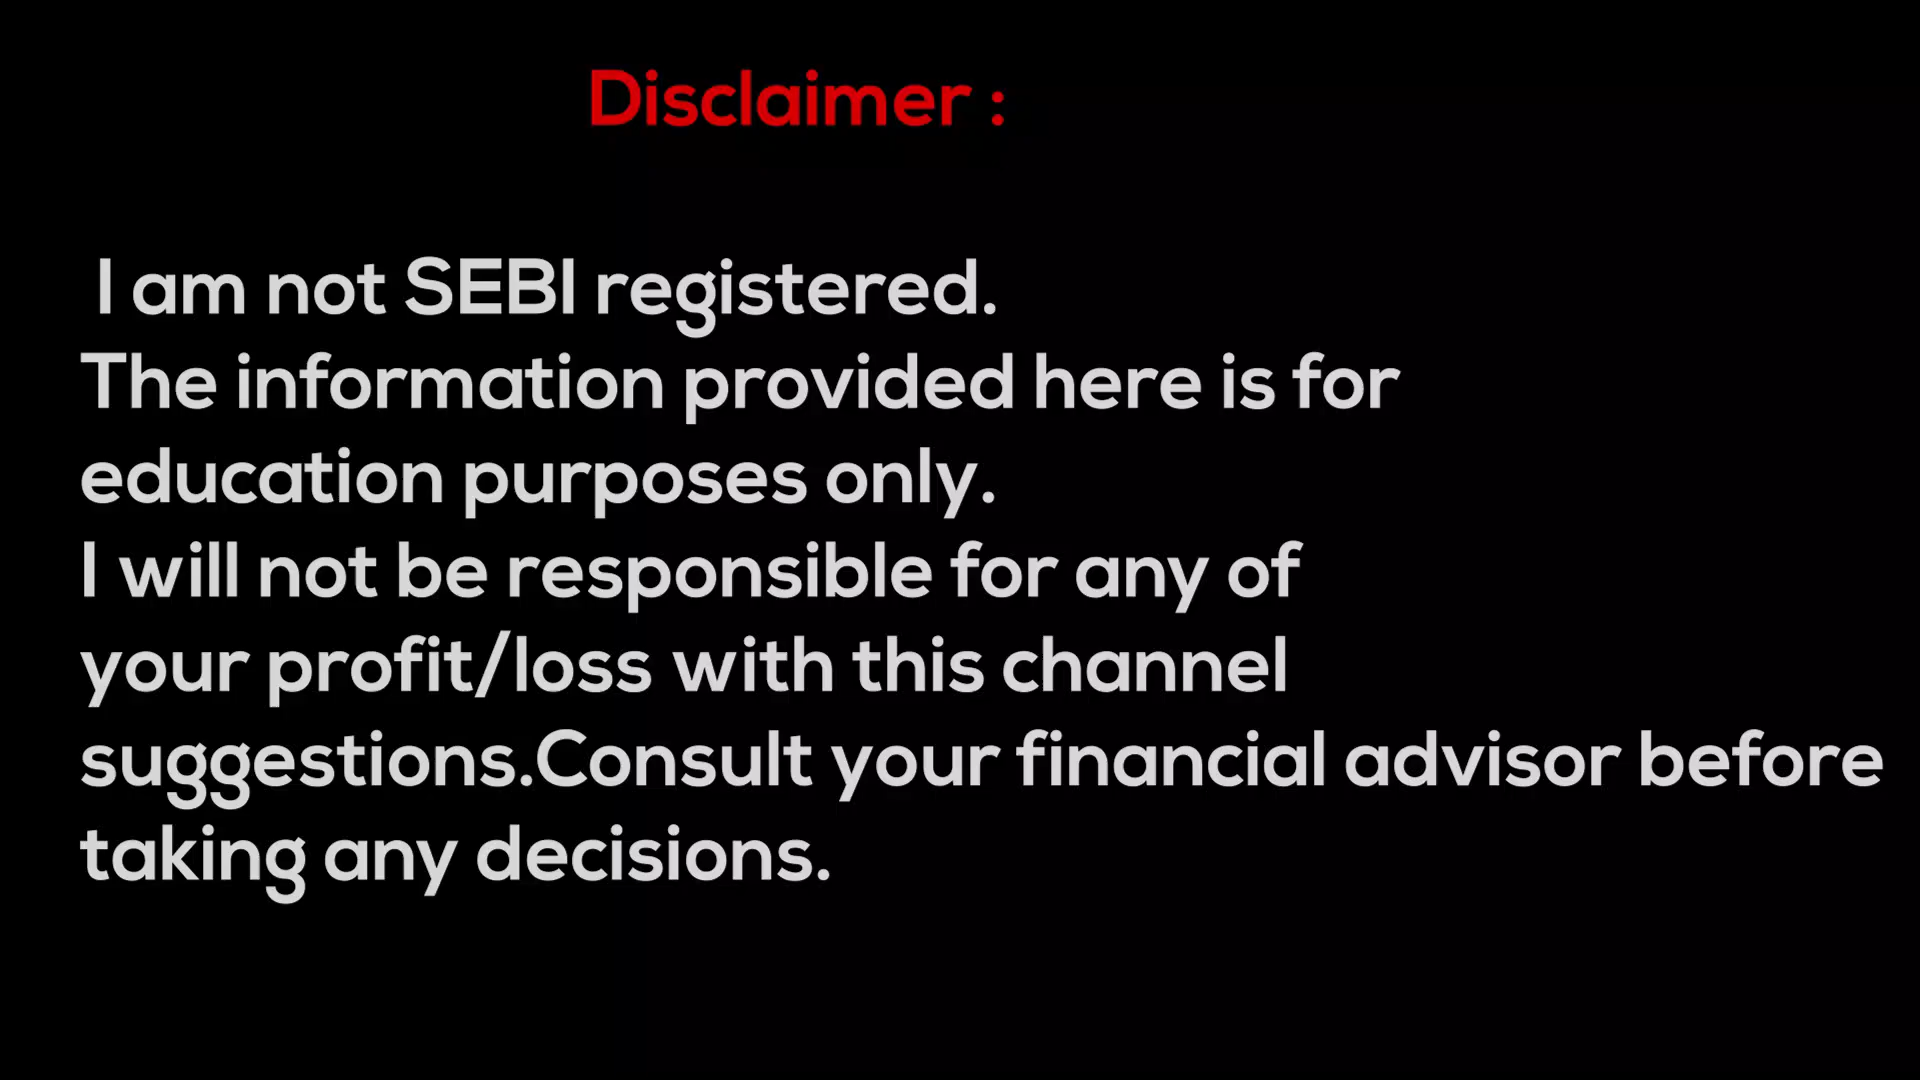 Disclaimer :
I am not SEBI registered.
The information provided here is for
education purposes only.
I will not be responsible for any of
your profit/loss with this channel
suggestions.Consult your financial advisor before
taking any decisions.